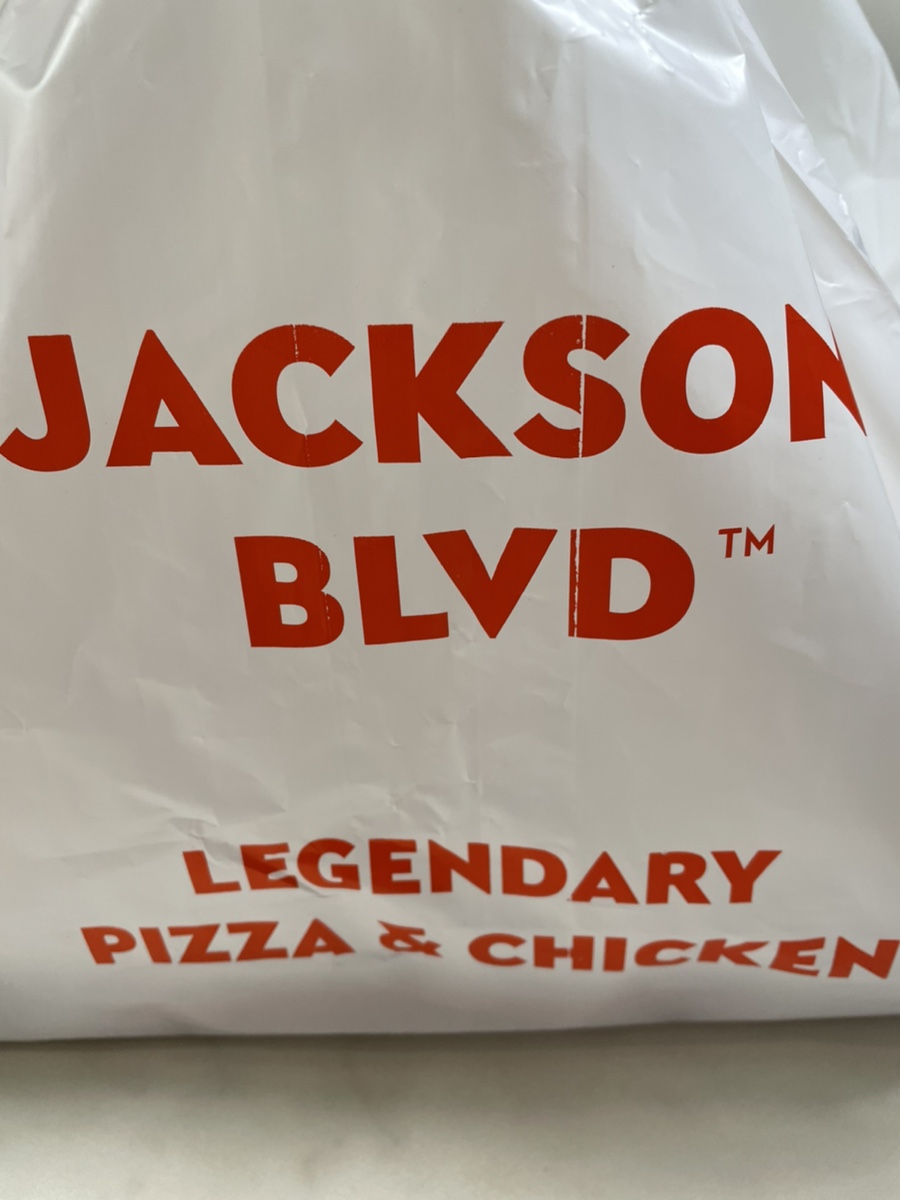 JACKSON
BLVD™
LEGENDARY
PIZZA & CHICKEN